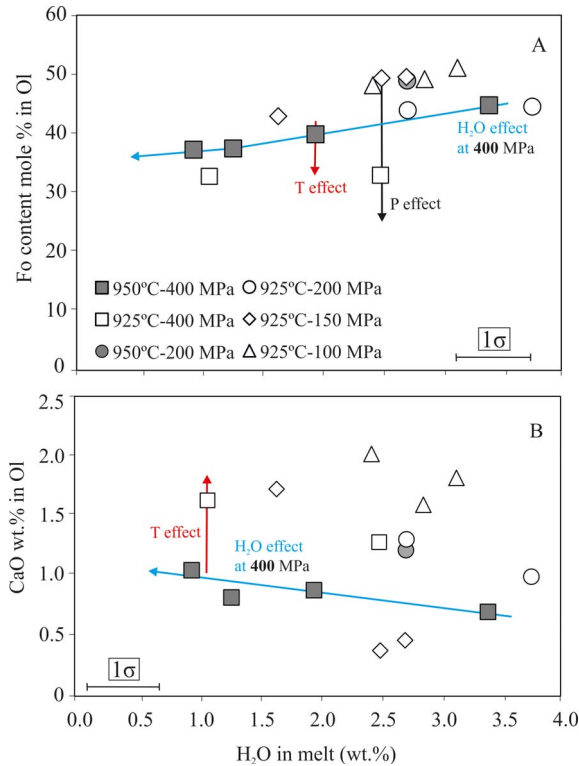 A
60
50
40
30
20
10
0
Fo content mole % in Ol
H₂O effect
at 400 MPa
T effect
P effect
950ºC-400 MPa
925ºC-200 MPa
925ºC-400 MPa
925ºC-150 MPa
950ºC-200 MPa
925ºC-100 MPa
1σ
B
2.5
2.0
1.5
1.0
0.5
0
CaO wt.% in Ol
T effect
H₂O effect
at 400 MPa
1σ
0.0 0.5 1.0 1.5 2.0 2.5 3.0 3.5 4.0
H₂O in melt (wt.%)